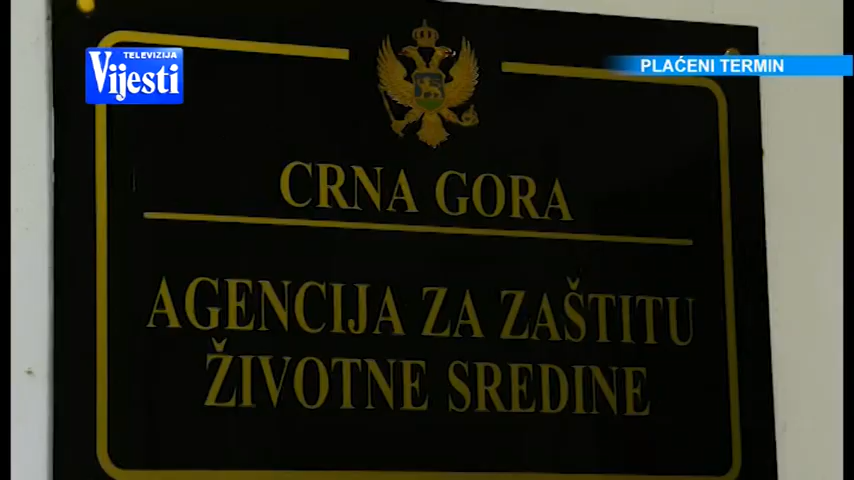 TELEVIZIJA
Vijesti
PLAĆENI TERMIN
CRNA GORA
AGENCIJA ZA ZAŠTITU
ŽIVOTNE SREDINE